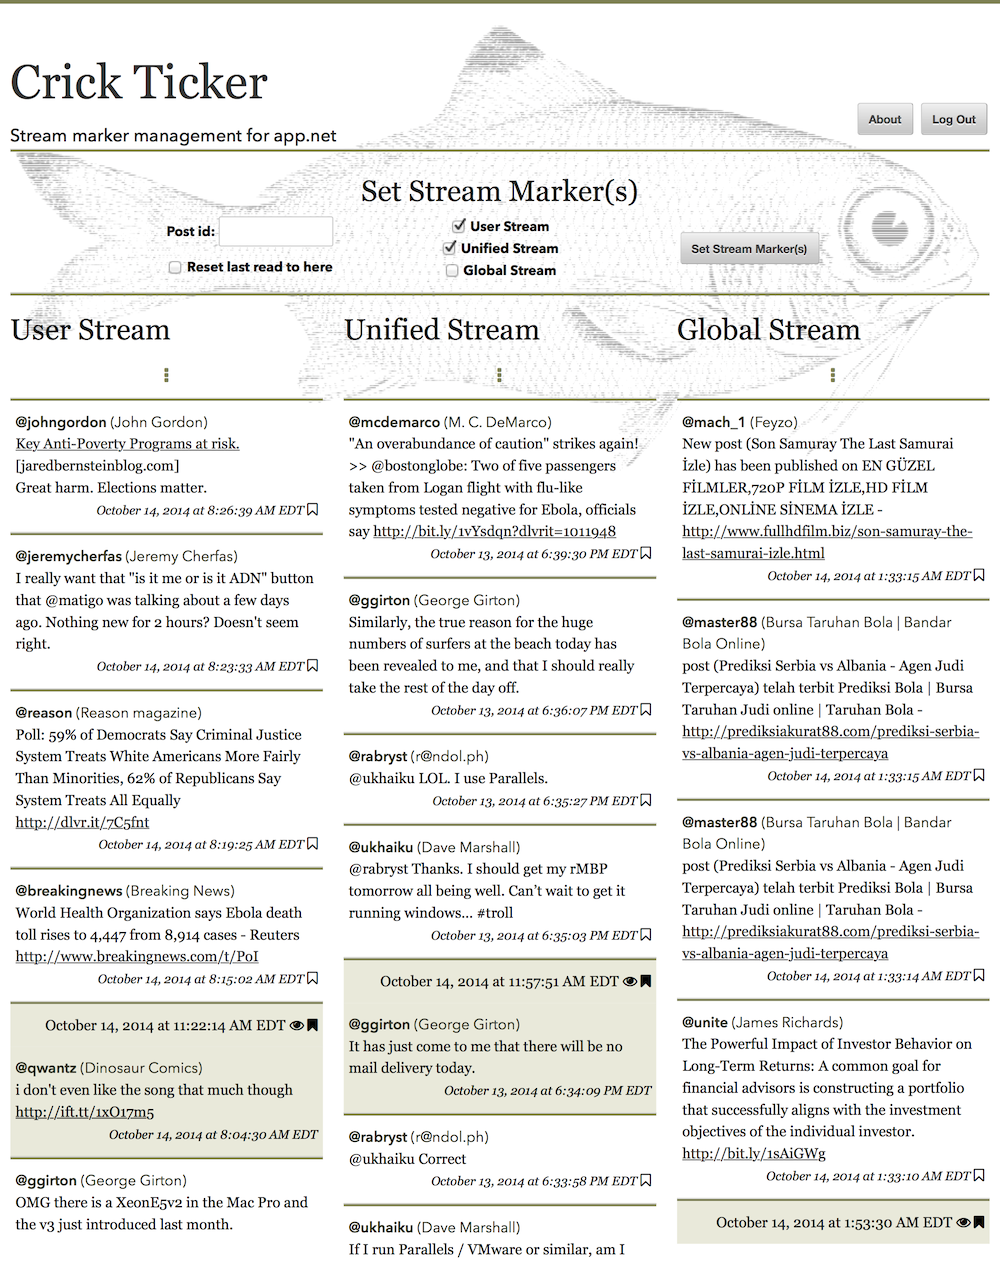 Crick Ticker
Stream marker management for app.net
About
Log Out
Set Stream Marker(s)
Post id:
Reset last read to here
User Stream
Unified Stream
Global Stream
Set Stream Marker(s)
User Stream
@johngordon (John Gordon)
Key Anti-Poverty Programs at risk.
[jaredbernsteinblog.com]
Great harm. Elections matter.
October 14, 2014 at 8:26:39 AM EDT
@jeremycherfas (Jeremy Cherfas)
I really want that "is it me or is it ADN" button
that @matigo was talking about a few days
ago. Nothing new for 2 hours? Doesn't seem
right.
October 14, 2014 at 8:23:33 AM EDT
@reason (Reason magazine)
Poll: 59% of Democrats Say Criminal Justice
System Treats White Americans More Fairly
Than Minorities, 62% of Republicans Say
System Treats All Equally
http://dlvr.it/7C5fnt
October 14, 2014 at 8:19:25 AM EDT
@breakingnews (Breaking News)
World Health Organization says Ebola death
toll rises to 4,447 from 8,914 cases - Reuters
http://www.breakingnews.com/t/PoI
October 14, 2014 at 8:15:02 AM EDT
October 14, 2014 at 11:22:14 AM EDT
@qwantz (Dinosaur Comics)
i don't even like the song that much though
http://ift.tt/1xO17m5
October 14, 2014 at 8:04:30 AM EDT
@ggirton (George Girton)
OMG there is a XeonE5v2 in the Mac Pro and
the v3 just introduced last month.
Unified Stream
@mcdemarco (M. C. DeMarco)
"An overabundance of caution" strikes again!
>> @bostonglobe: Two of five passengers
taken from Logan flight with flu-like
symptoms tested negative for Ebola, officials
say http://bit.ly/1vYsdqn?dlvrit=1011948
October 13, 2014 at 6:39:30 PM EDT
@ggirton (George Girton)
Similarly, the true reason for the huge
numbers of surfers at the beach today has
been revealed to me, and that I should really
take the rest of the day off.
October 13, 2014 at 6:36:07 PM EDT
@rabryst (r@ndol.ph)
@ukhaiku LOL. I use Parallels.
October 13, 2014 at 6:35:27 PM EDT
@ukhaiku (Dave Marshall)
@rabryst Thanks. I should get my rMBP
tomorrow all being well. Can't wait to get it
running windows... #troll
October 13, 2014 at 6:35:03 PM EDT
October 14, 2014 at 11:57:51 AM EDT
@ggirton (George Girton)
It has just come to me that there will be no
mail delivery today.
October 13, 2014 at 6:34:09 PM EDT
@rabryst (r@ndol.ph)
@ukhaiku Correct
October 13, 2014 at 6:33:58 PM EDT
@ukhaiku (Dave Marshall)
If I run Parallels / VMware or similar, am I
Global Stream
@mach_1 (Feyzo)
New post (Son Samuray The Last Samurai
İzle) has been published on EN GÜZEL
FİLMLER,720P FİLM İZLE,HD FİLM
İZLE,ONLİNE SİNEMA İZLE -
http://www.fullhdfilm.biz/son-samuray-the-
last-samurai-izle.html
October 14, 2014 at 1:33:15 AM EDT
@master88 (Bursa Taruhan Bola | Bandar
Bola Online)
post (Prediksi Serbia vs Albania - Agen Judi
Terpercaya) telah terbit Prediksi Bola | Bursa
Taruhan Judi online | Taruhan Bola -
http://prediksiakurat88.com/prediksi-serbia-
vs-albania-agen-judi-terpercaya
October 14, 2014 at 1:33:15 AM EDT
@master88 (Bursa Taruhan Bola | Bandar
Bola Online)
post (Prediksi Serbia vs Albania - Agen Judi
Terpercaya) telah terbit Prediksi Bola | Bursa
Taruhan Judi online | Taruhan Bola -
http://prediksiakurat88.com/prediksi-serbia-
vs-albania-agen-judi-terpercaya
October 14, 2014 at 1:33:14 AM EDT
@unite (James Richards)
The Powerful Impact of Investor Behavior on
Long-Term Returns: A common goal for
financial advisors is constructing a portfolio
that successfully aligns with the investment
objectives of the individual investor.
http://bit.ly/1sAiGWg
October 14, 2014 at 1:33:10 AM EDT
October 14, 2014 at 1:53:30 AM EDT